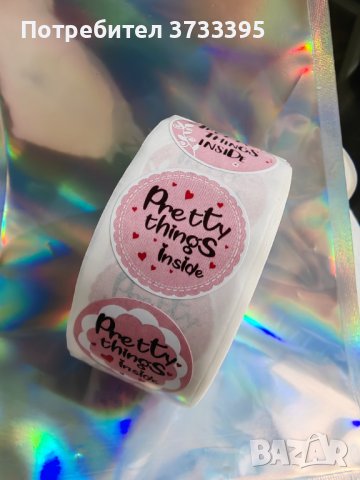 Потребител 3733395
THINGS
INSIDE
Pretty
things
inside
Pretty
things
inside
BAZAR